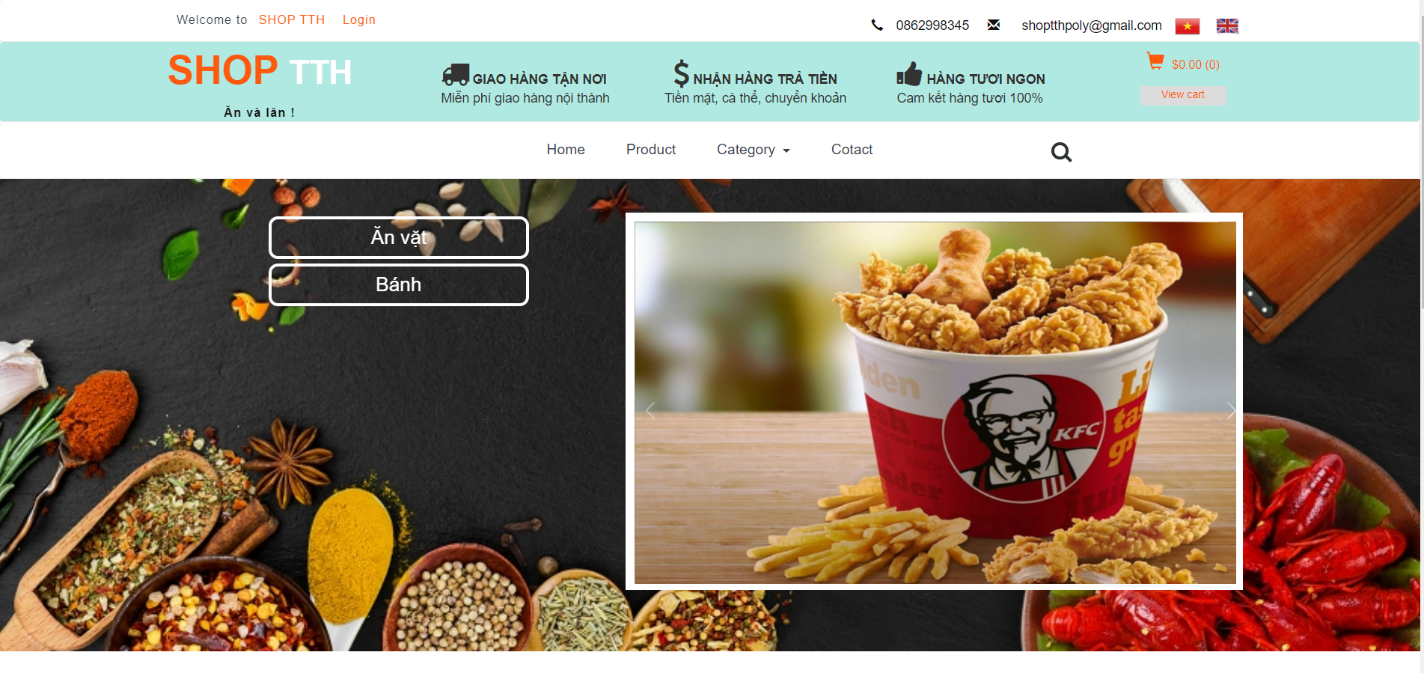 Welcome to SHOP TTH Login
0862998345 shoptthpoly@gmail.com
SHOP TTH
Ăn và lăn !
GIAO HÀNG TẬN NƠI
Miễn phí giao hàng nội thành
NHẬN HÀNG TRẢ TIỀN
Tiền mặt, cà thẻ, chuyển khoản
HÀNG TƯƠI NGON
Cam kết hàng tươi 100%
$0.00 (0)
View cart
Home Product Category Cotact
Ăn vặt
Bánh
KFC